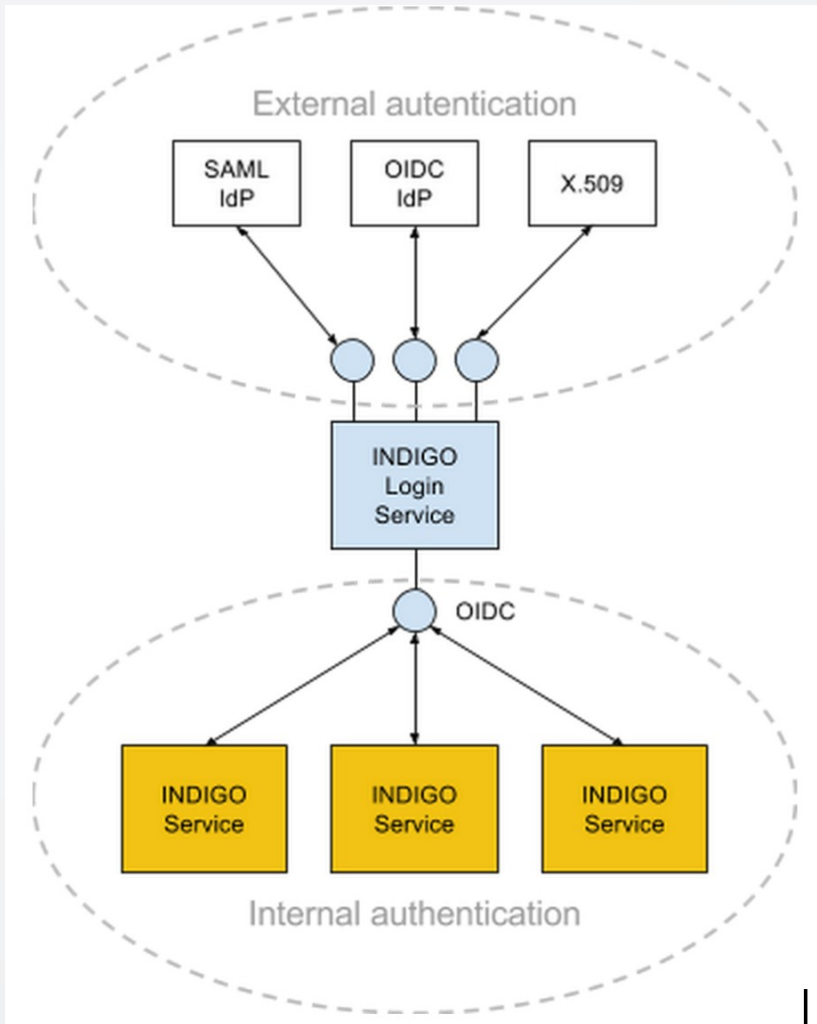 External autentication
SAML
IdP
OIDC
IdP
X.509
INDIGO
Login
Service
OIDC
INDIGO
Service
INDIGO
Service
INDIGO
Service
Internal authentication